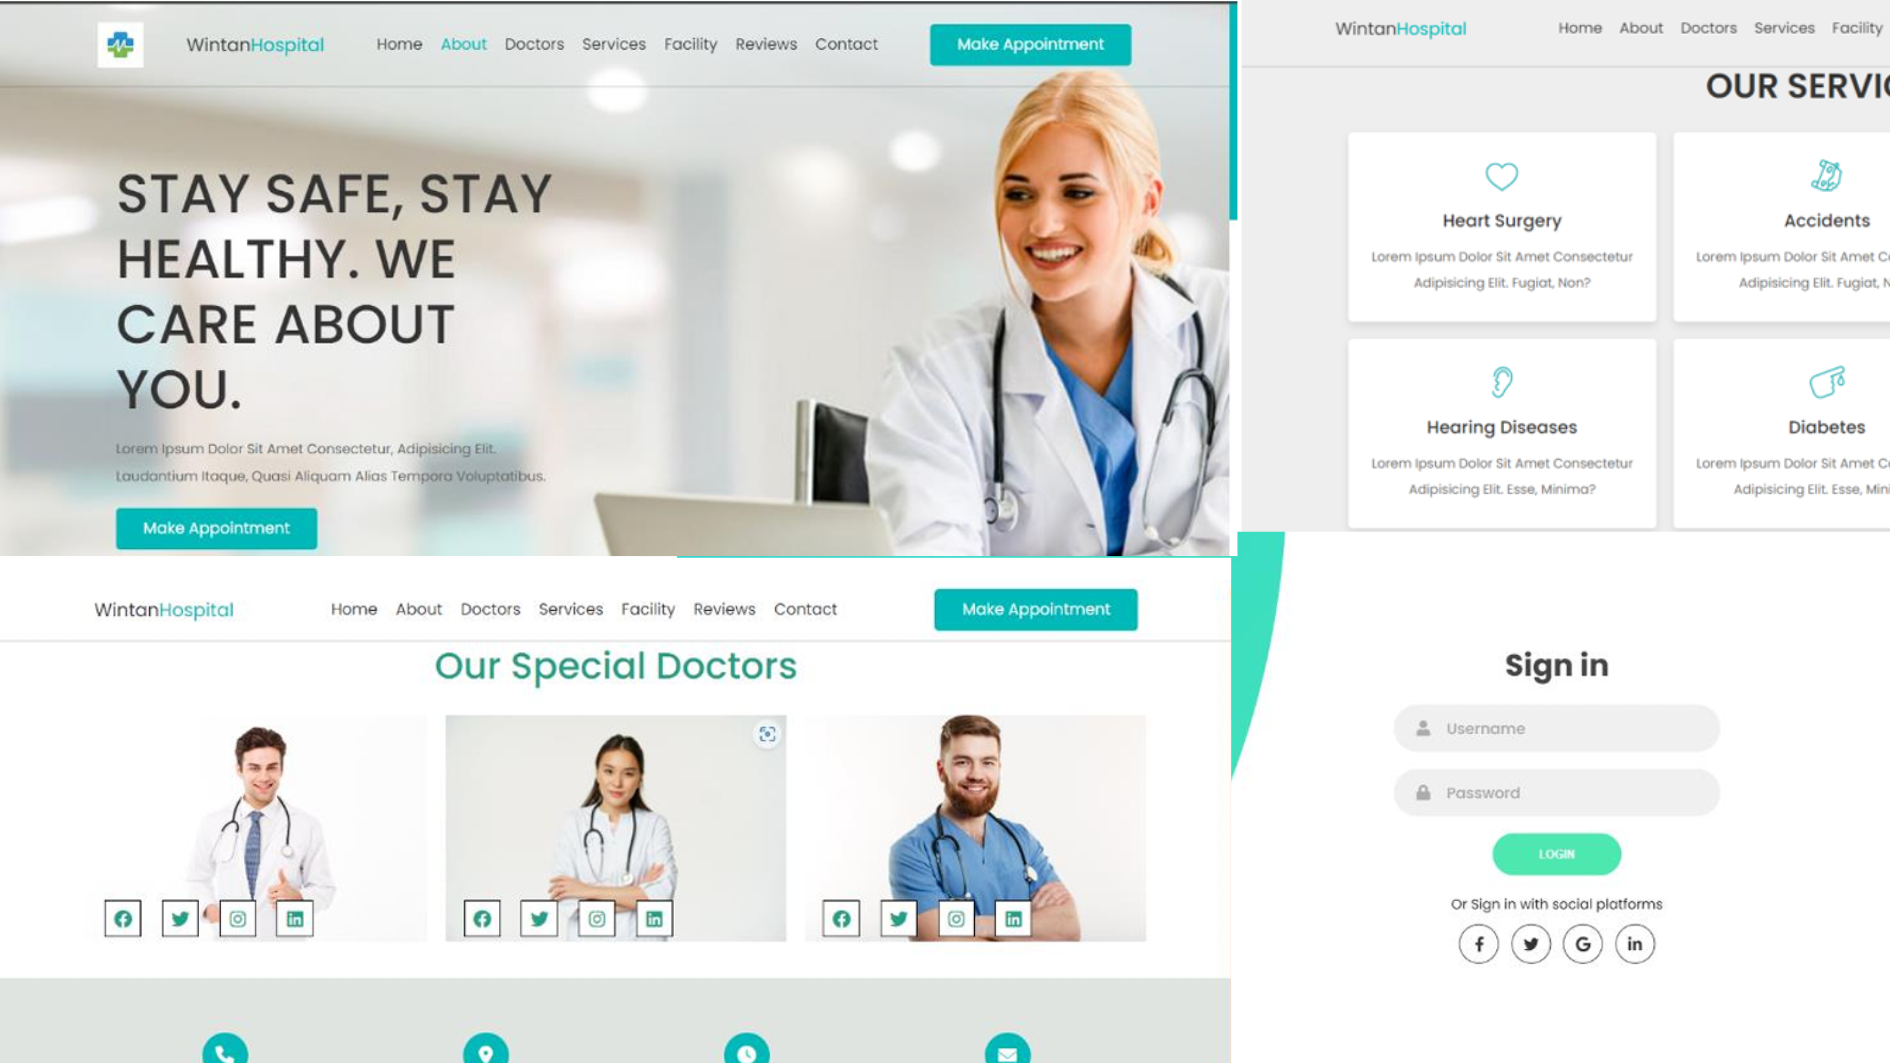 WintanHospital
Home About Doctors Services Facility Reviews Contact
Make Appointment
STAY SAFE, STAY
HEALTHY. WE
CARE ABOUT
YOU.
Lorem Ipsum Dolor Sit Amet Consectetur, Adipisicing Elit.
Laudantium Itaque, Quasi Aliquam Alias Tempora Voluptatibus.
Make Appointment
WintanHospital
Home About Doctors Services Facility
OUR SERVIC
Heart Surgery
Lorem Ipsum Dolor Sit Amet Consectetur
Adipisicing Elit. Fugiat, Non?
Accidents
Lorem Ipsum Dolor Sit Amet C
Adipisicing Elit. Fugiat, N
Hearing Diseases
Lorem Ipsum Dolor Sit Amet Consectetur
Adipisicing Elit. Esse, Minima?
Diabetes
Lorem Ipsum Dolor Sit Amet C
Adipisicing Elit. Esse, Min
WintanHospital
Home About Doctors Services Facility Reviews Contact
Make Appointment
Our Special Doctors
Sign in
Username
Password
LOGIN
Or Sign in with social platforms